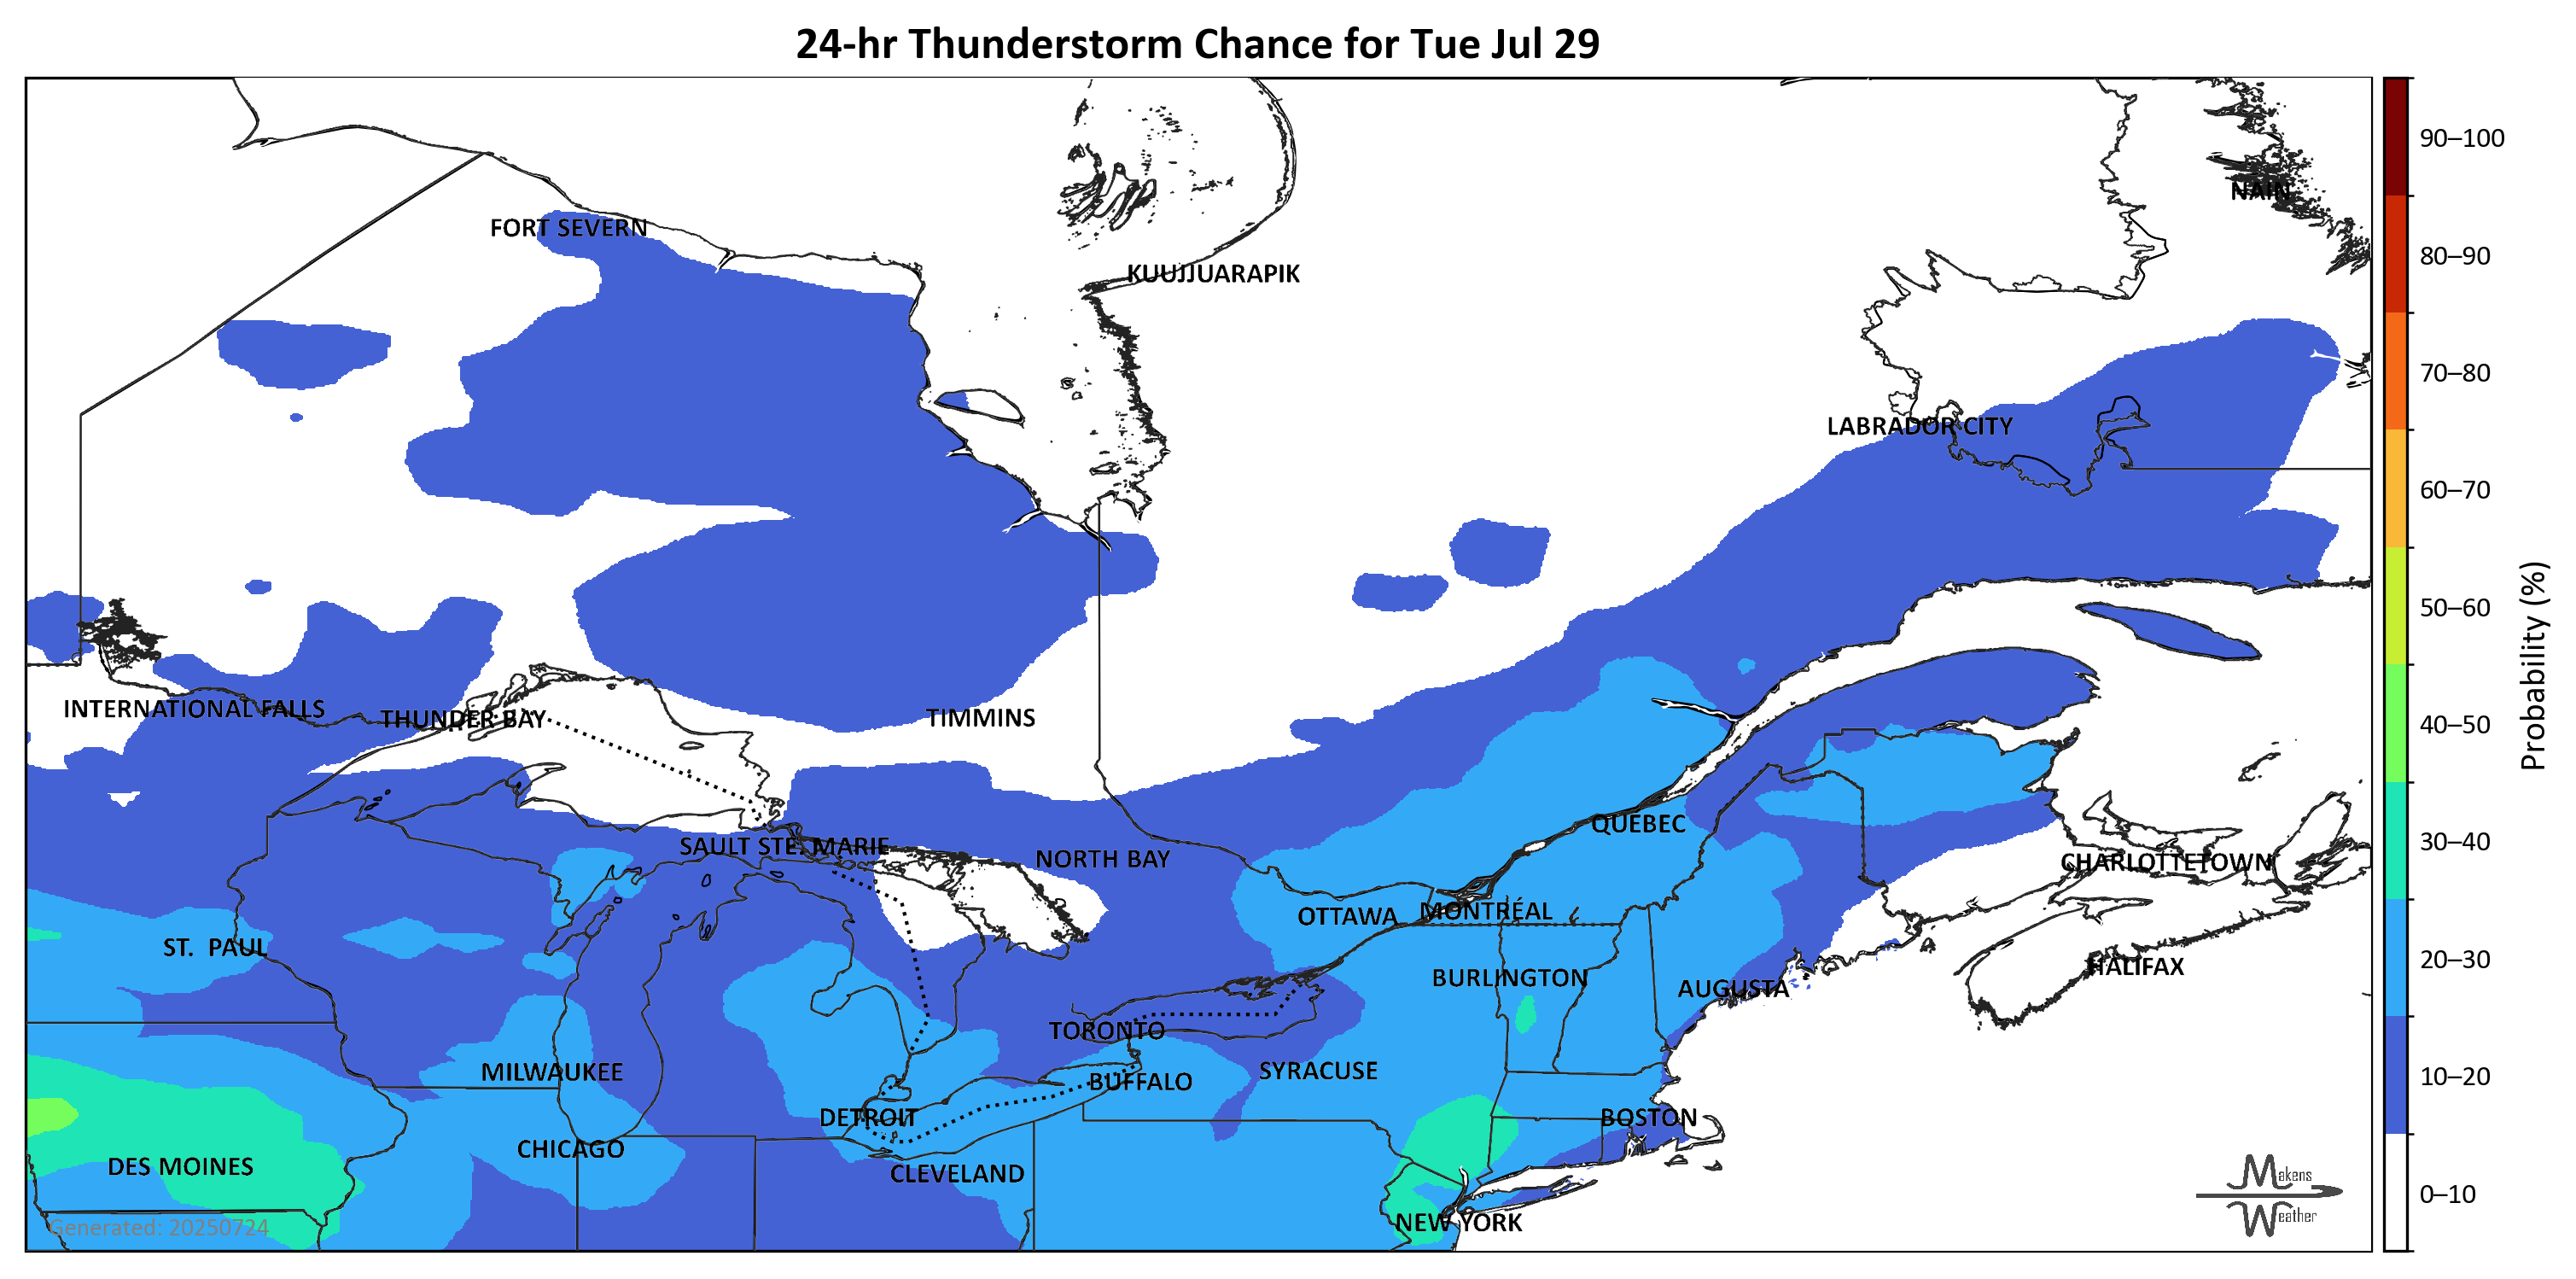 24-hr Thunderstorm Chance for Tue Jul 29
NAIN
FORT SEVERN
KUUJJUARAPIK
LABRADOR CITY
INTERNATIONAL FALLS
THUNDER BAY
TIMMINS
QUEBEC
SAULT STE. MARIE
NORTH BAY
CHARLOTTETOWN
OTTAWA
MONTRÉAL
ST. PAUL
HALIFAX
BURLINGTON
AUGUSTA
TORONTO
MILWAUKEE
BUFFALO
SYRACUSE
DETROIT
BOSTON
CHICAGO
DES MOINES
CLEVELAND
NEW YORK
Generated: 20250724
Makens
Weather
90–100
80–90
70–80
60–70
50–60
40–50
30–40
20–30
10–20
0–10
Probability (%)